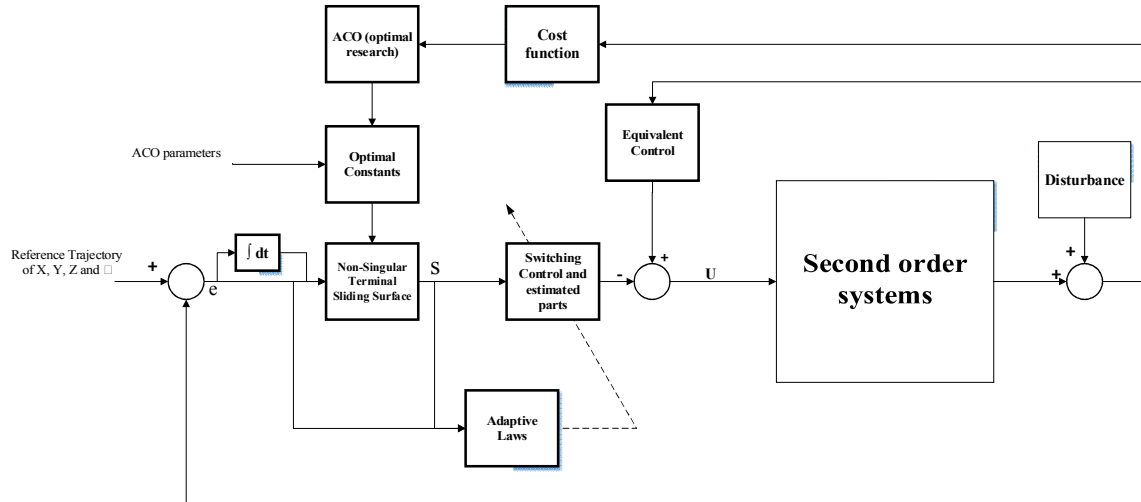 ACO (optimal
research)
Cost
function
Equivalent
Control
ACO parameters
Optimal
Constants
Disturbance
Reference Trajectory
of X, Y, Z and □
+
e
∫ dt
Non-Singular
Terminal
Sliding Surface
S
Switching
Control and
estimated
parts
-
+
U
Second order
systems
+
+
Adaptive
Laws